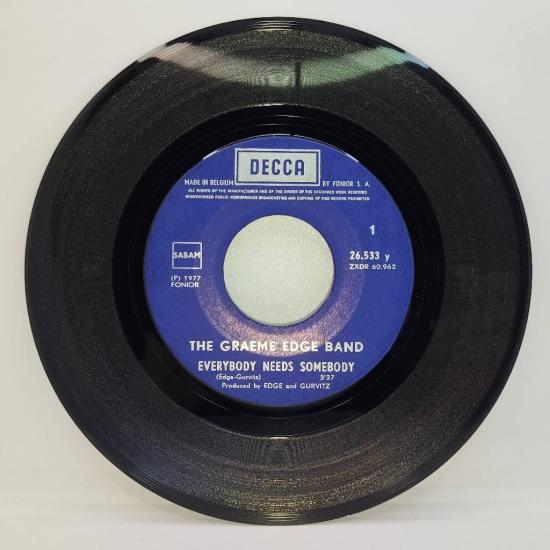 DECCA
MADE IN BELGIUM BY FONIOR S. A.
ALL RIGHTS OF THE MANUFACTURER AND OF THE OWNER OF THE RECORDED WORK RESERVED
UNAUTHORISED PUBLIC PERFORMANCE BROADCASTING AND COPYING OF THIS RECORD PROHIBITED
1
SABAM
26.533 y
ZXDR 60,962
(P) 1977
FONIOR
THE GRAEME EDGE BAND
EVERYBODY NEEDS SOMEBODY
(Edge-Gurvitz) 3'27
Produced by EDGE and GURVITZ